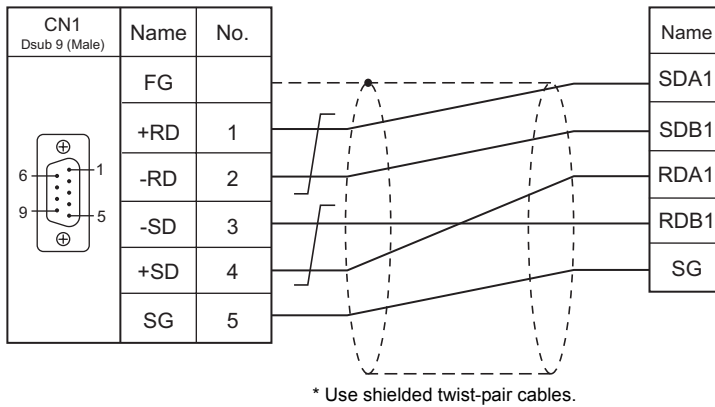 CN1
Dsub 9 (Male)
Name
No.
Name
FG
SDA1
+RD
1
SDB1
-RD
2
RDA1
-SD
3
RDB1
+SD
4
SG
SG
5
6
1
9
5
* Use shielded twist-pair cables.